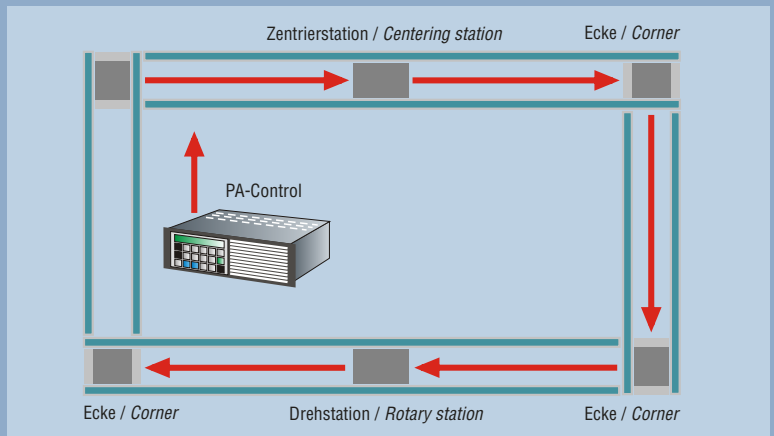 Zentrierstation / Centering station
Ecke / Corner
PA-Control
Ecke / Corner
Drehstation / Rotary station
Ecke / Corner